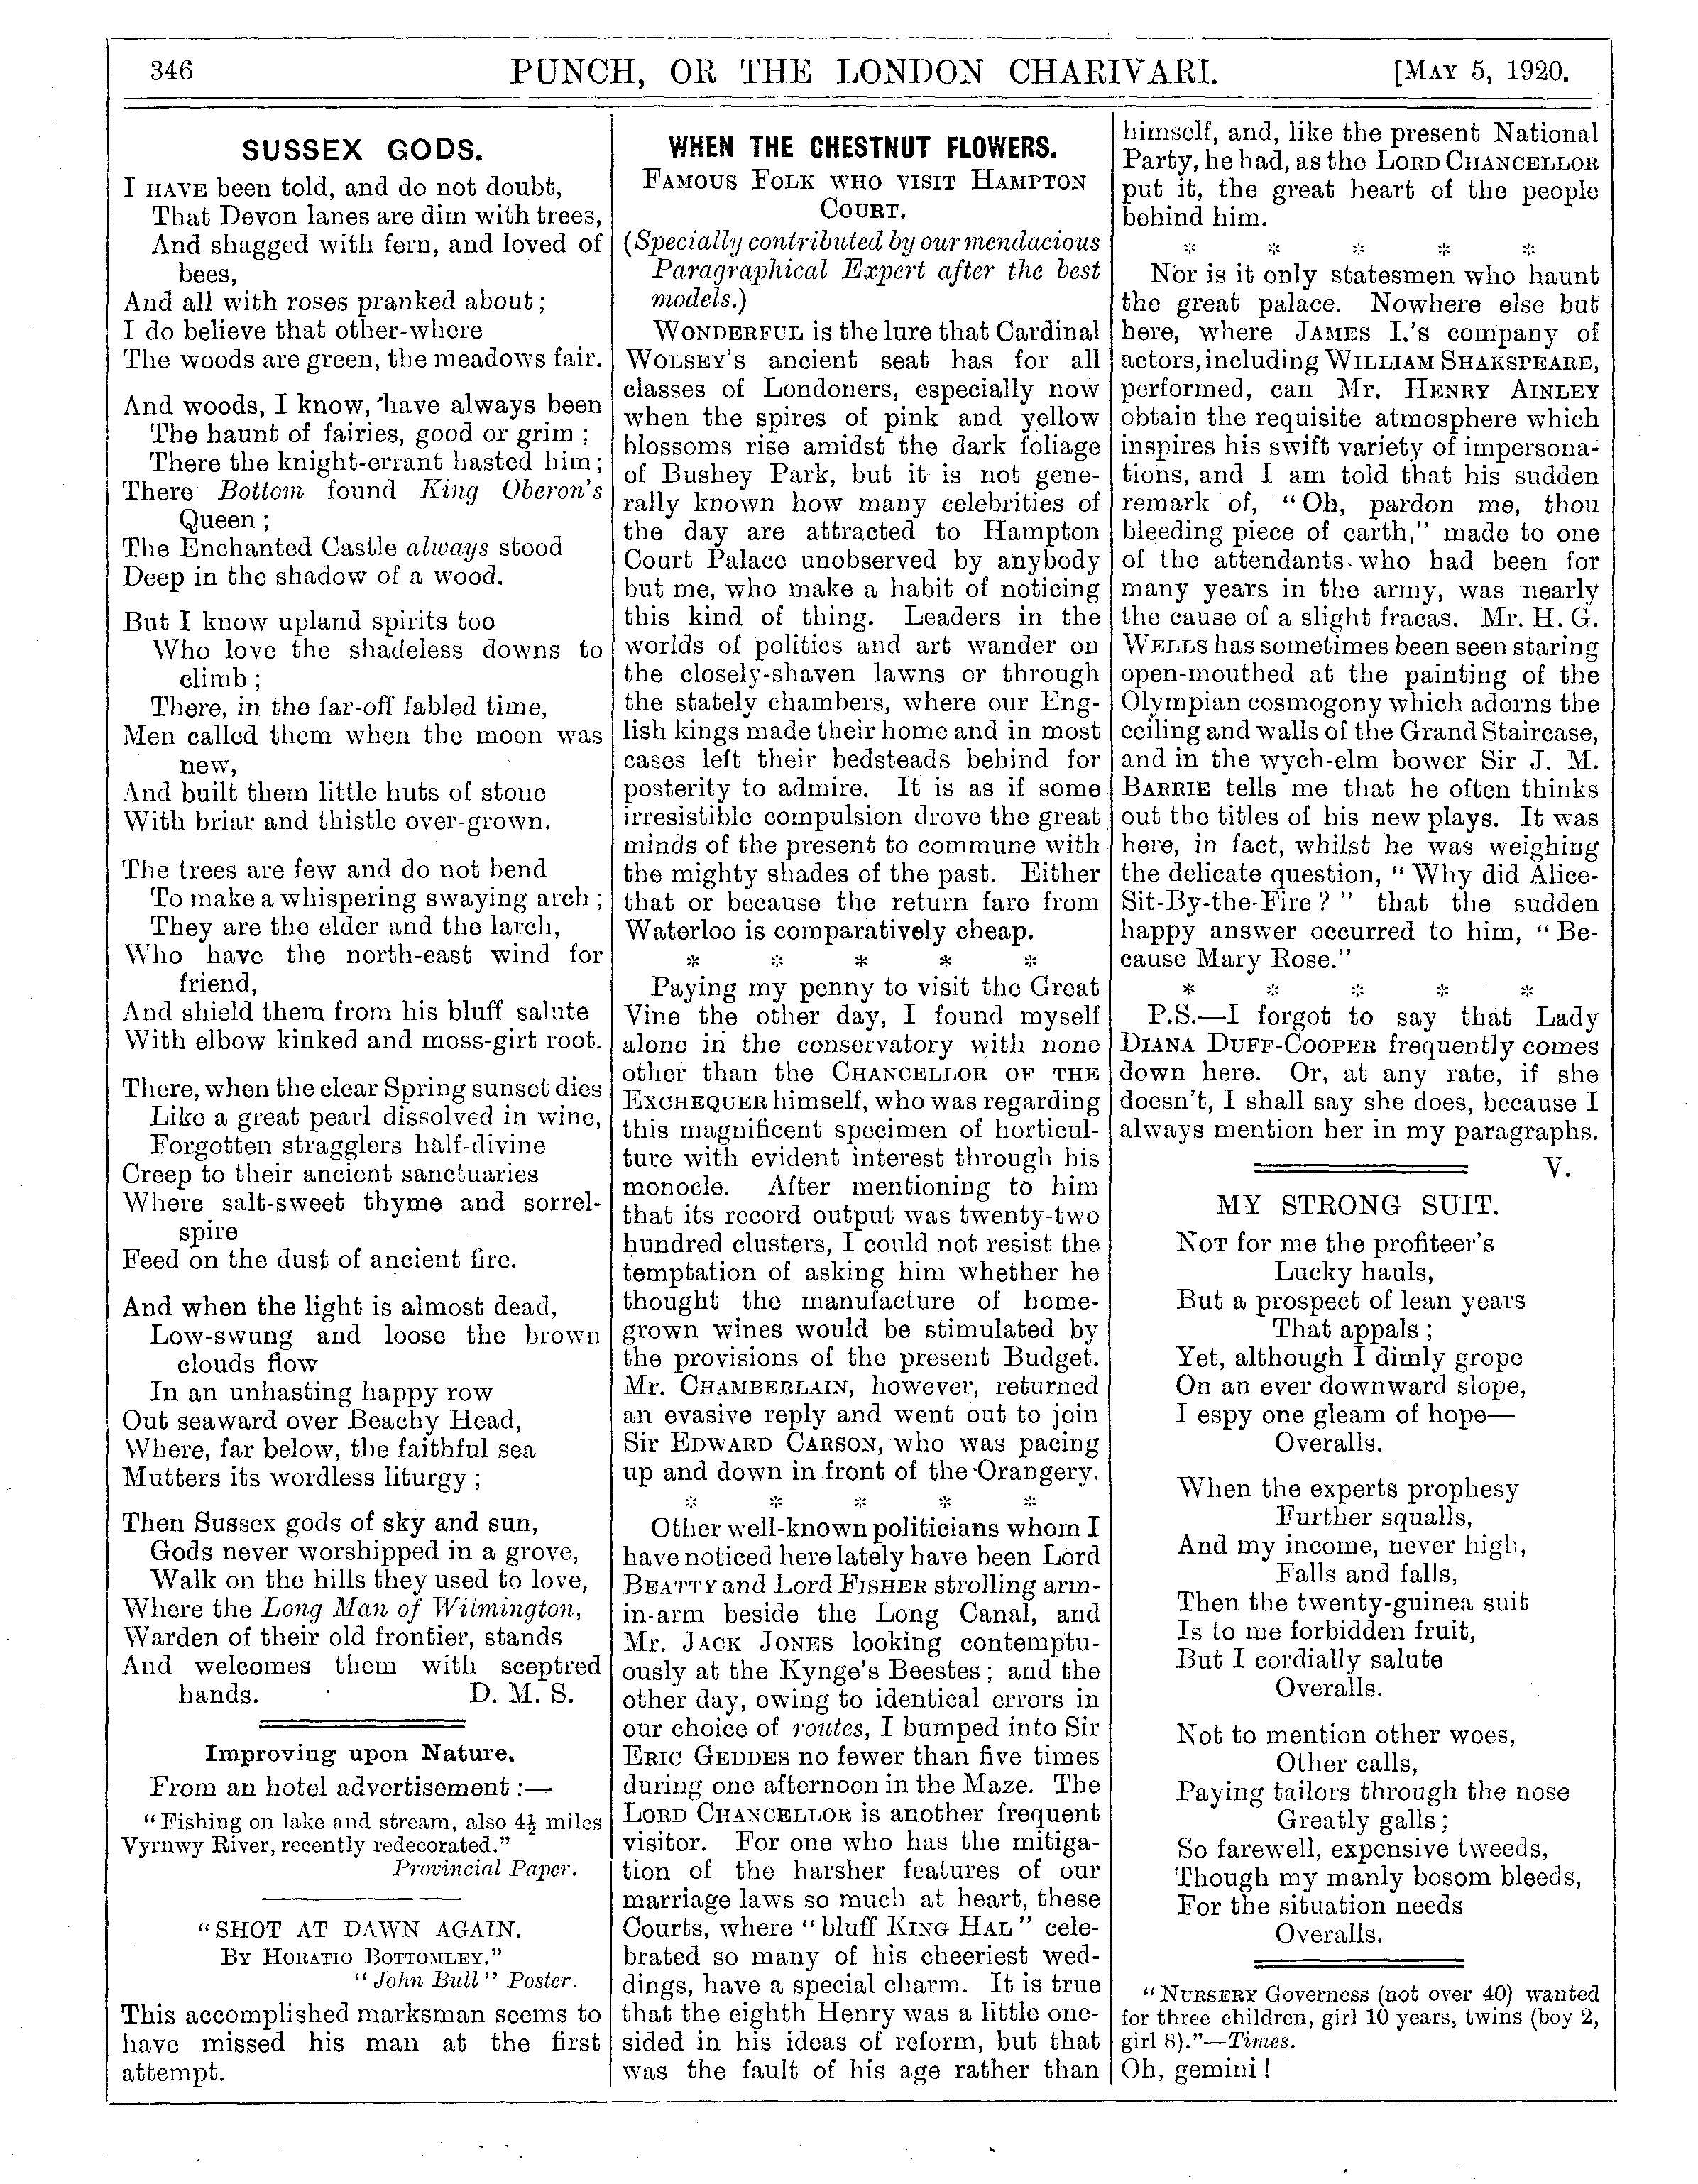 346
PUNCH, OR THE LONDON CHARIVARI.
[MAY 5, 1920.
SUSSEX GODS.
I HAVE been told, and do not doubt,
That Devon lanes are dim with trees,
And shagged with fern, and loved of
bees,
And all with roses pranked about;
I do believe that other-where
The woods are green, the meadows fair.
And woods, I know, have always been
The haunt of fairies, good or grim;
There the knight-errant hasted him;
There Bottom found King Oberon's
Queen;
The Enchanted Castle always stood
Deep in the shadow of a wood.
But I know upland spirits too
Who love the shadeless downs to
climb;
There, in the far-off fabled time,
Men called them when the moon was
new,
And built them little huts of stone
With briar and thistle over-grown.
The trees are few and do not bend
To make a whispering swaying arch;
They are the elder and the larch,
Who have the north-east wind for
friend,
And shield them from his bluff salute
With elbow kinked and moss-girt root.
There, when the clear Spring sunset dies
Like a great pearl dissolved in wine,
Forgotten stragglers half-divine
Creep to their ancient sanctuaries
Where salt-sweet thyme and sorrel-
spire
Feed on the dust of ancient fire.
And when the light is almost dead,
Low-swung and loose the brown
clouds flow
In an unhasting happy row
Out seaward over Beachy Head,
Where, far below, the faithful sea
Mutters its wordless liturgy;
Then Sussex gods of sky and sun,
Gods never worshipped in a grove,
Walk on the hills they used to love,
Where the Long Man of Wilmington,
Warden of their old frontier, stands
And welcomes them with sceptred
hands. D. M. S.
Improving upon Nature.
From an hotel advertisement:—
"Fishing on lake and stream, also 4½ miles
Vyrnwy River, recently redecorated."
Provincial Paper.
"SHOT AT DAWN AGAIN.
BY HORATIO BOTTOMLEY."
"John Bull" Poster.
This accomplished marksman seems to
have missed his man at the first
attempt.
WHEN THE CHESTNUT FLOWERS.
FAMOUS FOLK WHO VISIT HAMPTON
COURT.
(Specially contributed by our mendacious
Paragraphical Expert after the best
models.)
WONDERFUL is the lure that Cardinal
WOLSEY'S ancient seat has for all
classes of Londoners, especially now
when the spires of pink and yellow
blossoms rise amidst the dark foliage
of Bushey Park, but it is not gene-
rally known how many celebrities of
the day are attracted to Hampton
Court Palace unobserved by anybody
but me, who make a habit of noticing
this kind of thing. Leaders in the
worlds of politics and art wander on
the closely-shaven lawns or through
the stately chambers, where our Eng-
lish kings made their home and in most
cases left their bedsteads behind for
posterity to admire. It is as if some
irresistible compulsion drove the great
minds of the present to commune with
the mighty shades of the past. Either
that or because the return fare from
Waterloo is comparatively cheap.
* * * * *
Paying my penny to visit the Great
Vine the other day, I found myself
alone in the conservatory with none
other than the CHANCELLOR OF THE
EXCHEQUER himself, who was regarding
this magnificent specimen of horticul-
ture with evident interest through his
monocle. After mentioning to him
that its record output was twenty-two
hundred clusters, I could not resist the
temptation of asking him whether he
thought the manufacture of home-
grown wines would be stimulated by
the provisions of the present Budget.
Mr. CHAMBERLAIN, however, returned
an evasive reply and went out to join
Sir EDWARD CARSON, who was pacing
up and down in front of the Orangery.
* * * * *
Other well-known politicians whom I
have noticed here lately have been Lord
BEATTY and Lord FISHER strolling arm-
in-arm beside the Long Canal, and
Mr. JACK JONES looking contemptu-
ously at the Kynge's Beestes; and the
other day, owing to identical errors in
our choice of routes, I bumped into Sir
ERIC GEDDES no fewer than five times
during one afternoon in the Maze. The
LORD CHANCELLOR is another frequent
visitor. For one who has the mitiga-
tion of the harsher features of our
marriage laws so much at heart, these
Courts, where "bluff KING HAL" cele-
brated so many of his cheeriest wed-
dings, have a special charm. It is true
that the eighth Henry was a little one-
sided in his ideas of reform, but that
was the fault of his age rather than
himself, and, like the present National
Party, he had, as the LORD CHANCELLOR
put it, the great heart of the people
behind him.
* * * * *
Nor is it only statesmen who haunt
the great palace. Nowhere else but
here, where JAMES I.'s company of
actors, including WILLIAM SHAKSPEARE,
performed, can Mr. HENRY AINLEY
obtain the requisite atmosphere which
inspires his swift variety of impersona-
tions, and I am told that his sudden
remark of, "Oh, pardon me, thou
bleeding piece of earth," made to one
of the attendants who had been for
many years in the army, was nearly
the cause of a slight fracas. Mr. H. G.
WELLS has sometimes been seen staring
open-mouthed at the painting of the
Olympian cosmogony which adorns the
ceiling and walls of the Grand Staircase,
and in the wych-elm bower Sir J. M.
BARRIE tells me that he often thinks
out the titles of his new plays. It was
here, in fact, whilst he was weighing
the delicate question, "Why did Alice-
Sit-By-the-Fire?" that the sudden
happy answer occurred to him, "Be-
cause Mary Rose."
* * * * *
P.S.—I forgot to say that Lady
DIANA DUFF-COOPER frequently comes
down here. Or, at any rate, if she
doesn't, I shall say she does, because I
always mention her in my paragraphs.
V.
MY STRONG SUIT.
NOT for me the profiteer's
Lucky hauls,
But a prospect of lean years
That appals;
Yet, although I dimly grope
On an ever downward slope,
I espy one gleam of hope—
Overalls.
When the experts prophesy
Further squalls,
And my income, never high,
Falls and falls,
Then the twenty-guinea suit
Is to me forbidden fruit,
But I cordially salute
Overalls.
Not to mention other woes,
Other calls,
Paying tailors through the nose
Greatly galls;
So farewell, expensive tweeds,
Though my manly bosom bleeds,
For the situation needs
Overalls.
"NURSERY Governess (not over 40) wanted
for three children, girl 10 years, twins (boy 2,
girl 8)."—Times.
Oh, gemini!